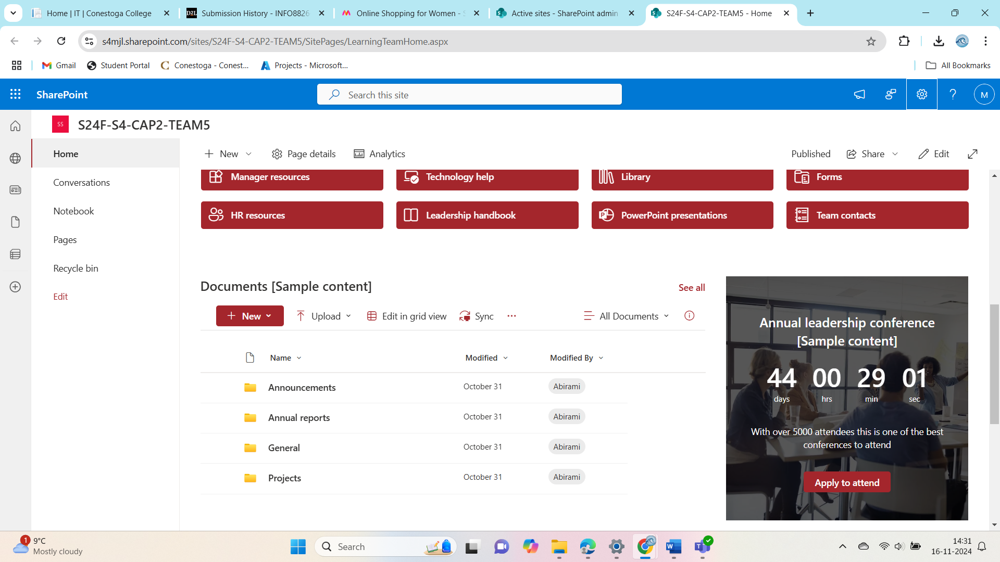 Home | IT | Conestoga College
Submission History - INFO8826
Online Shopping for Women - S
Active sites - SharePoint admin
S24F-S4-CAP2-TEAM5 - Home
s4mjl.sharepoint.com/sites/S24F-S4-CAP2-TEAM5/SitePages/LearningTeamHome.aspx
Gmail
Student Portal
Conestoga - Conest...
Projects - Microsoft...
All Bookmarks
SharePoint
Search this site
M
SS
S24F-S4-CAP2-TEAM5
Home
Conversations
Notebook
Pages
Recycle bin
Edit
New
Page details
Analytics
Published
Share
Edit
Manager resources
Technology help
Library
Forms
HR resources
Leadership handbook
PowerPoint presentations
Team contacts
Documents [Sample content]
See all
New
Upload
Edit in grid view
Sync
All Documents
Name
Modified
Modified By
Announcements
October 31
Abirami
Annual reports
October 31
Abirami
General
October 31
Abirami
Projects
October 31
Abirami
Annual leadership conference
[Sample content]
44 00 29 01
days hrs min sec
With over 5000 attendees this is one of the best
conferences to attend
Apply to attend
1
9°C
Mostly cloudy
Search
14:31
16-11-2024